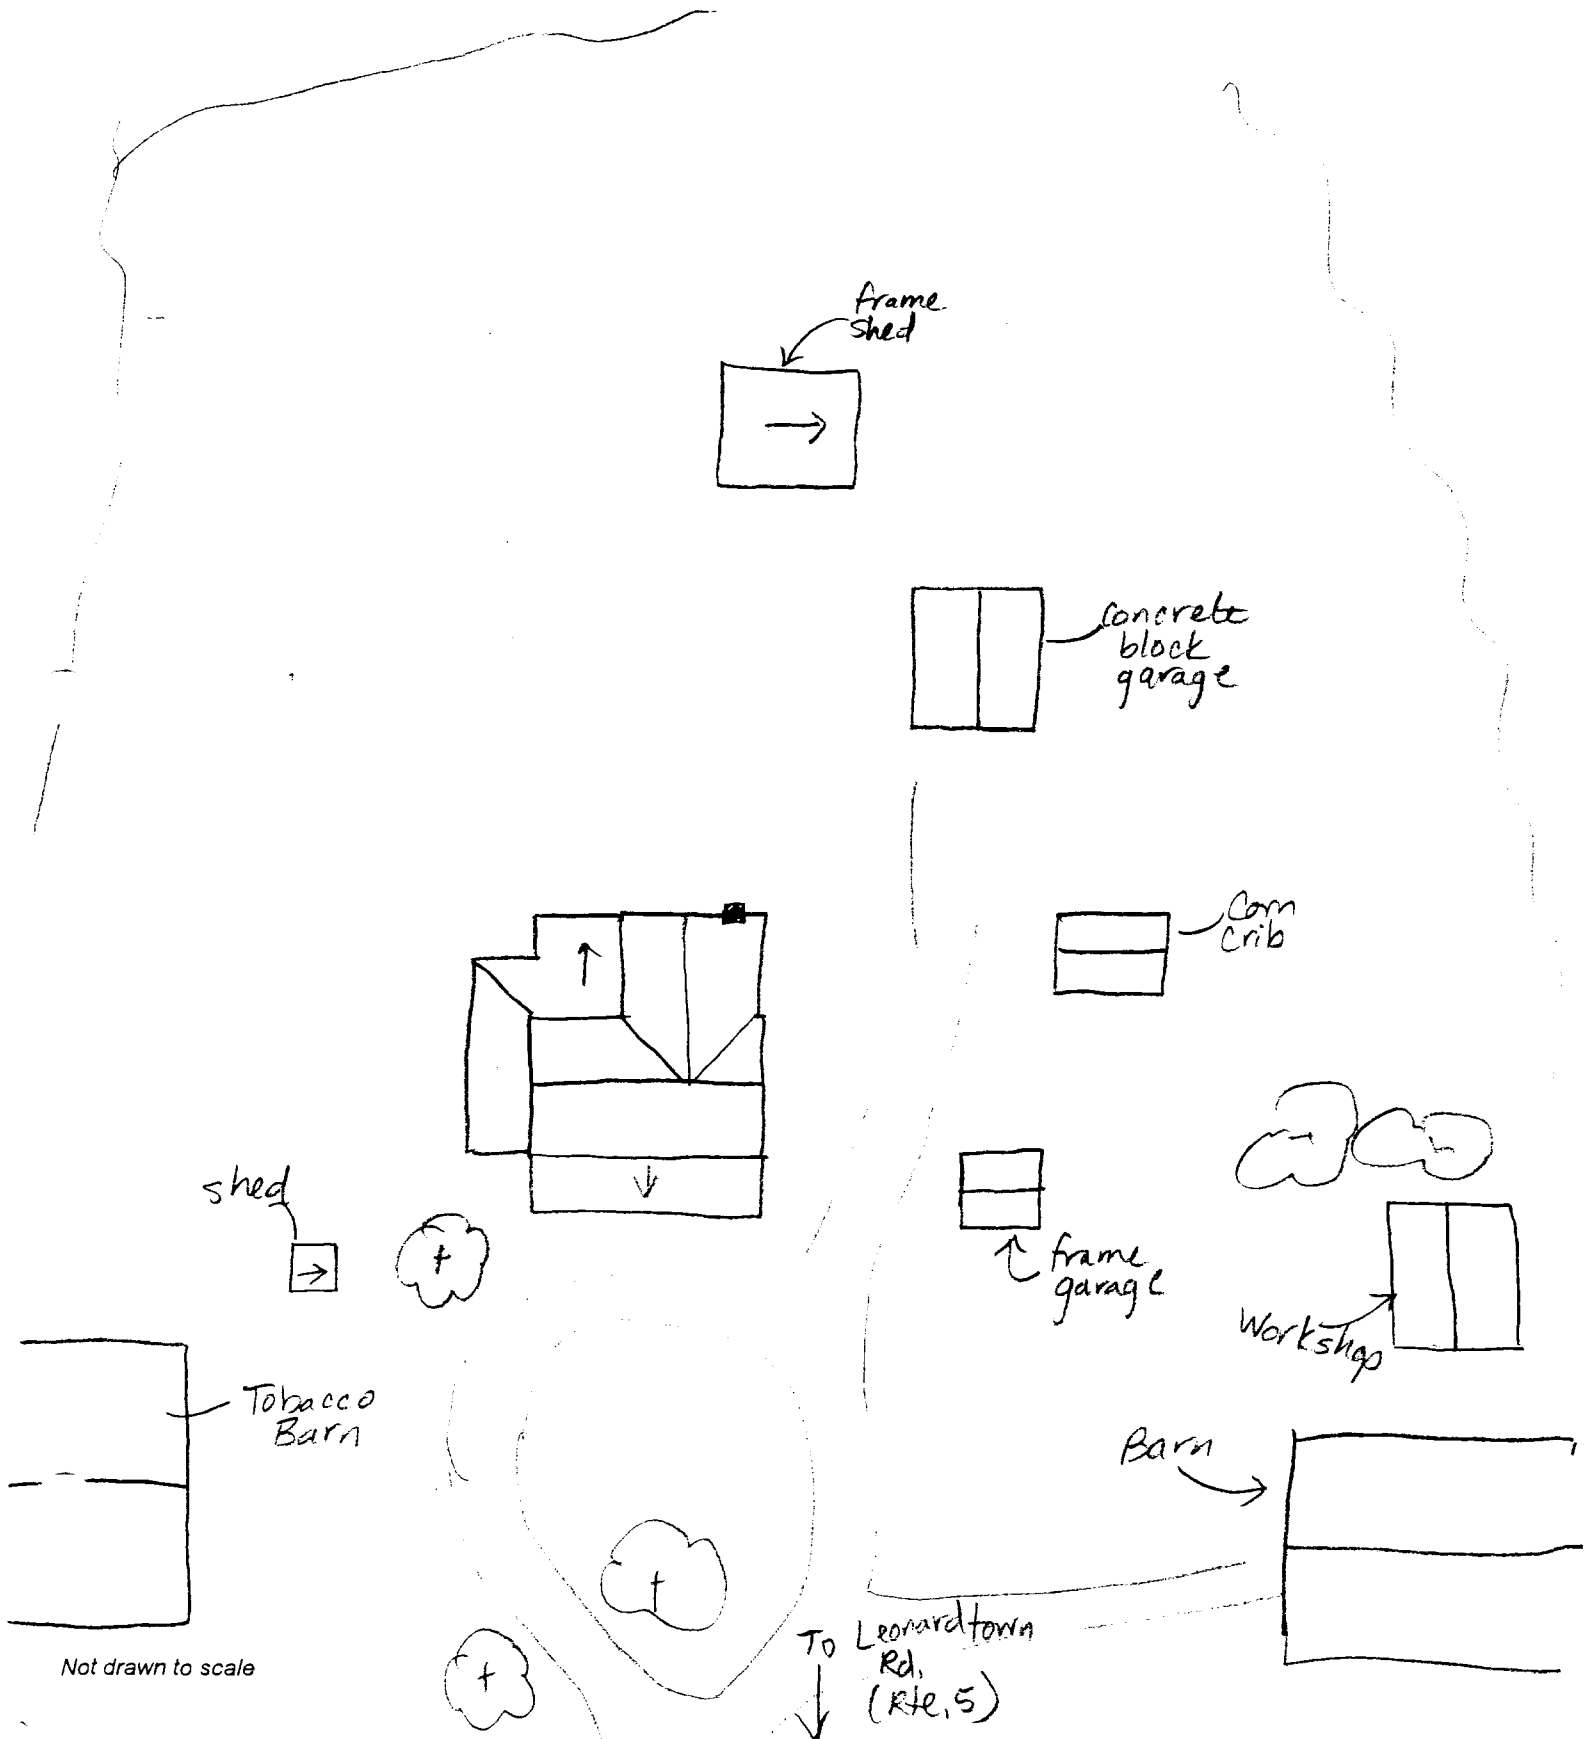 frame
shed
concrete
block
garage
Corn
Crib
shed
frame
garage
Workshop
Tobacco
Barn
Barn
To Leonardtown
Rd.
(Rte. 5)
Not drawn to scale